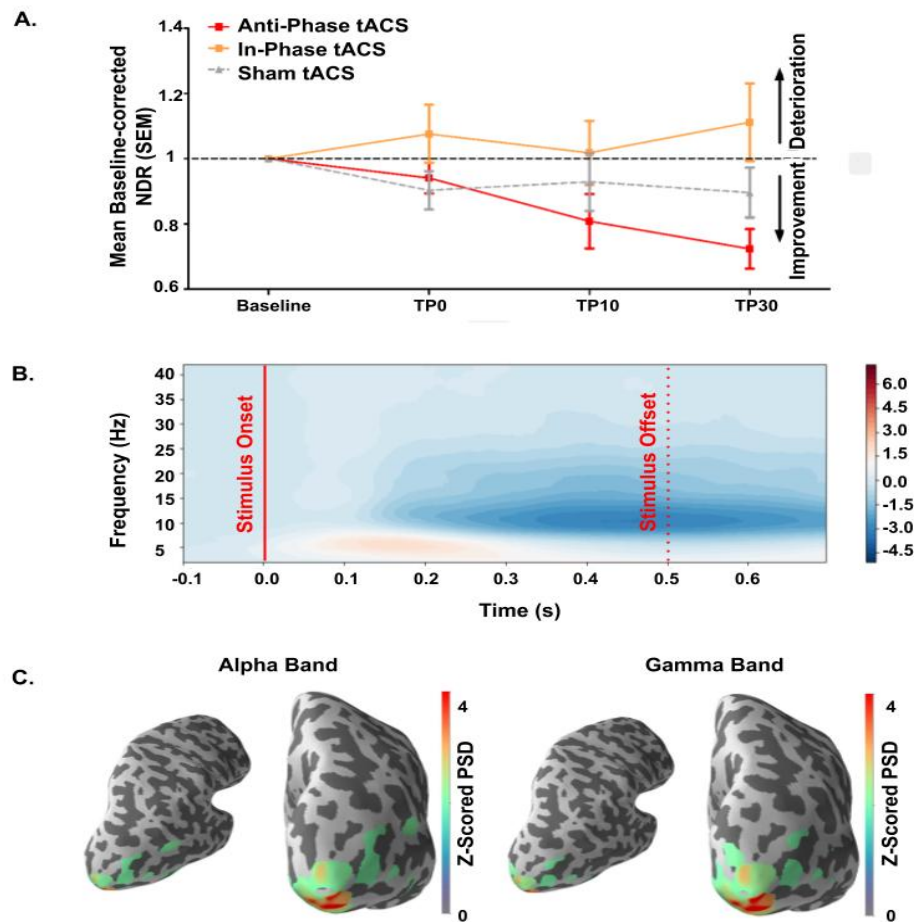 A.
Anti-Phase tACS
In-Phase tACS
Sham tACS
Mean Baseline-corrected
NDR (SEM)
1.4
1.2
1
0.8
0.6
Baseline
TP0
TP10
TP30
Improvement Deterioration
B.
Frequency (Hz)
40
35
30
25
20
15
10
5
Stimulus Onset
Stimulus Offset
-0.1
0.0
0.1
0.2
0.3
0.4
0.5
0.6
Time (s)
6.0
4.5
3.0
1.5
0.0
-1.5
-3.0
-4.5
C.
Alpha Band
4
Z-Scored PSD
0
Gamma Band
4
Z-Scored PSD
0